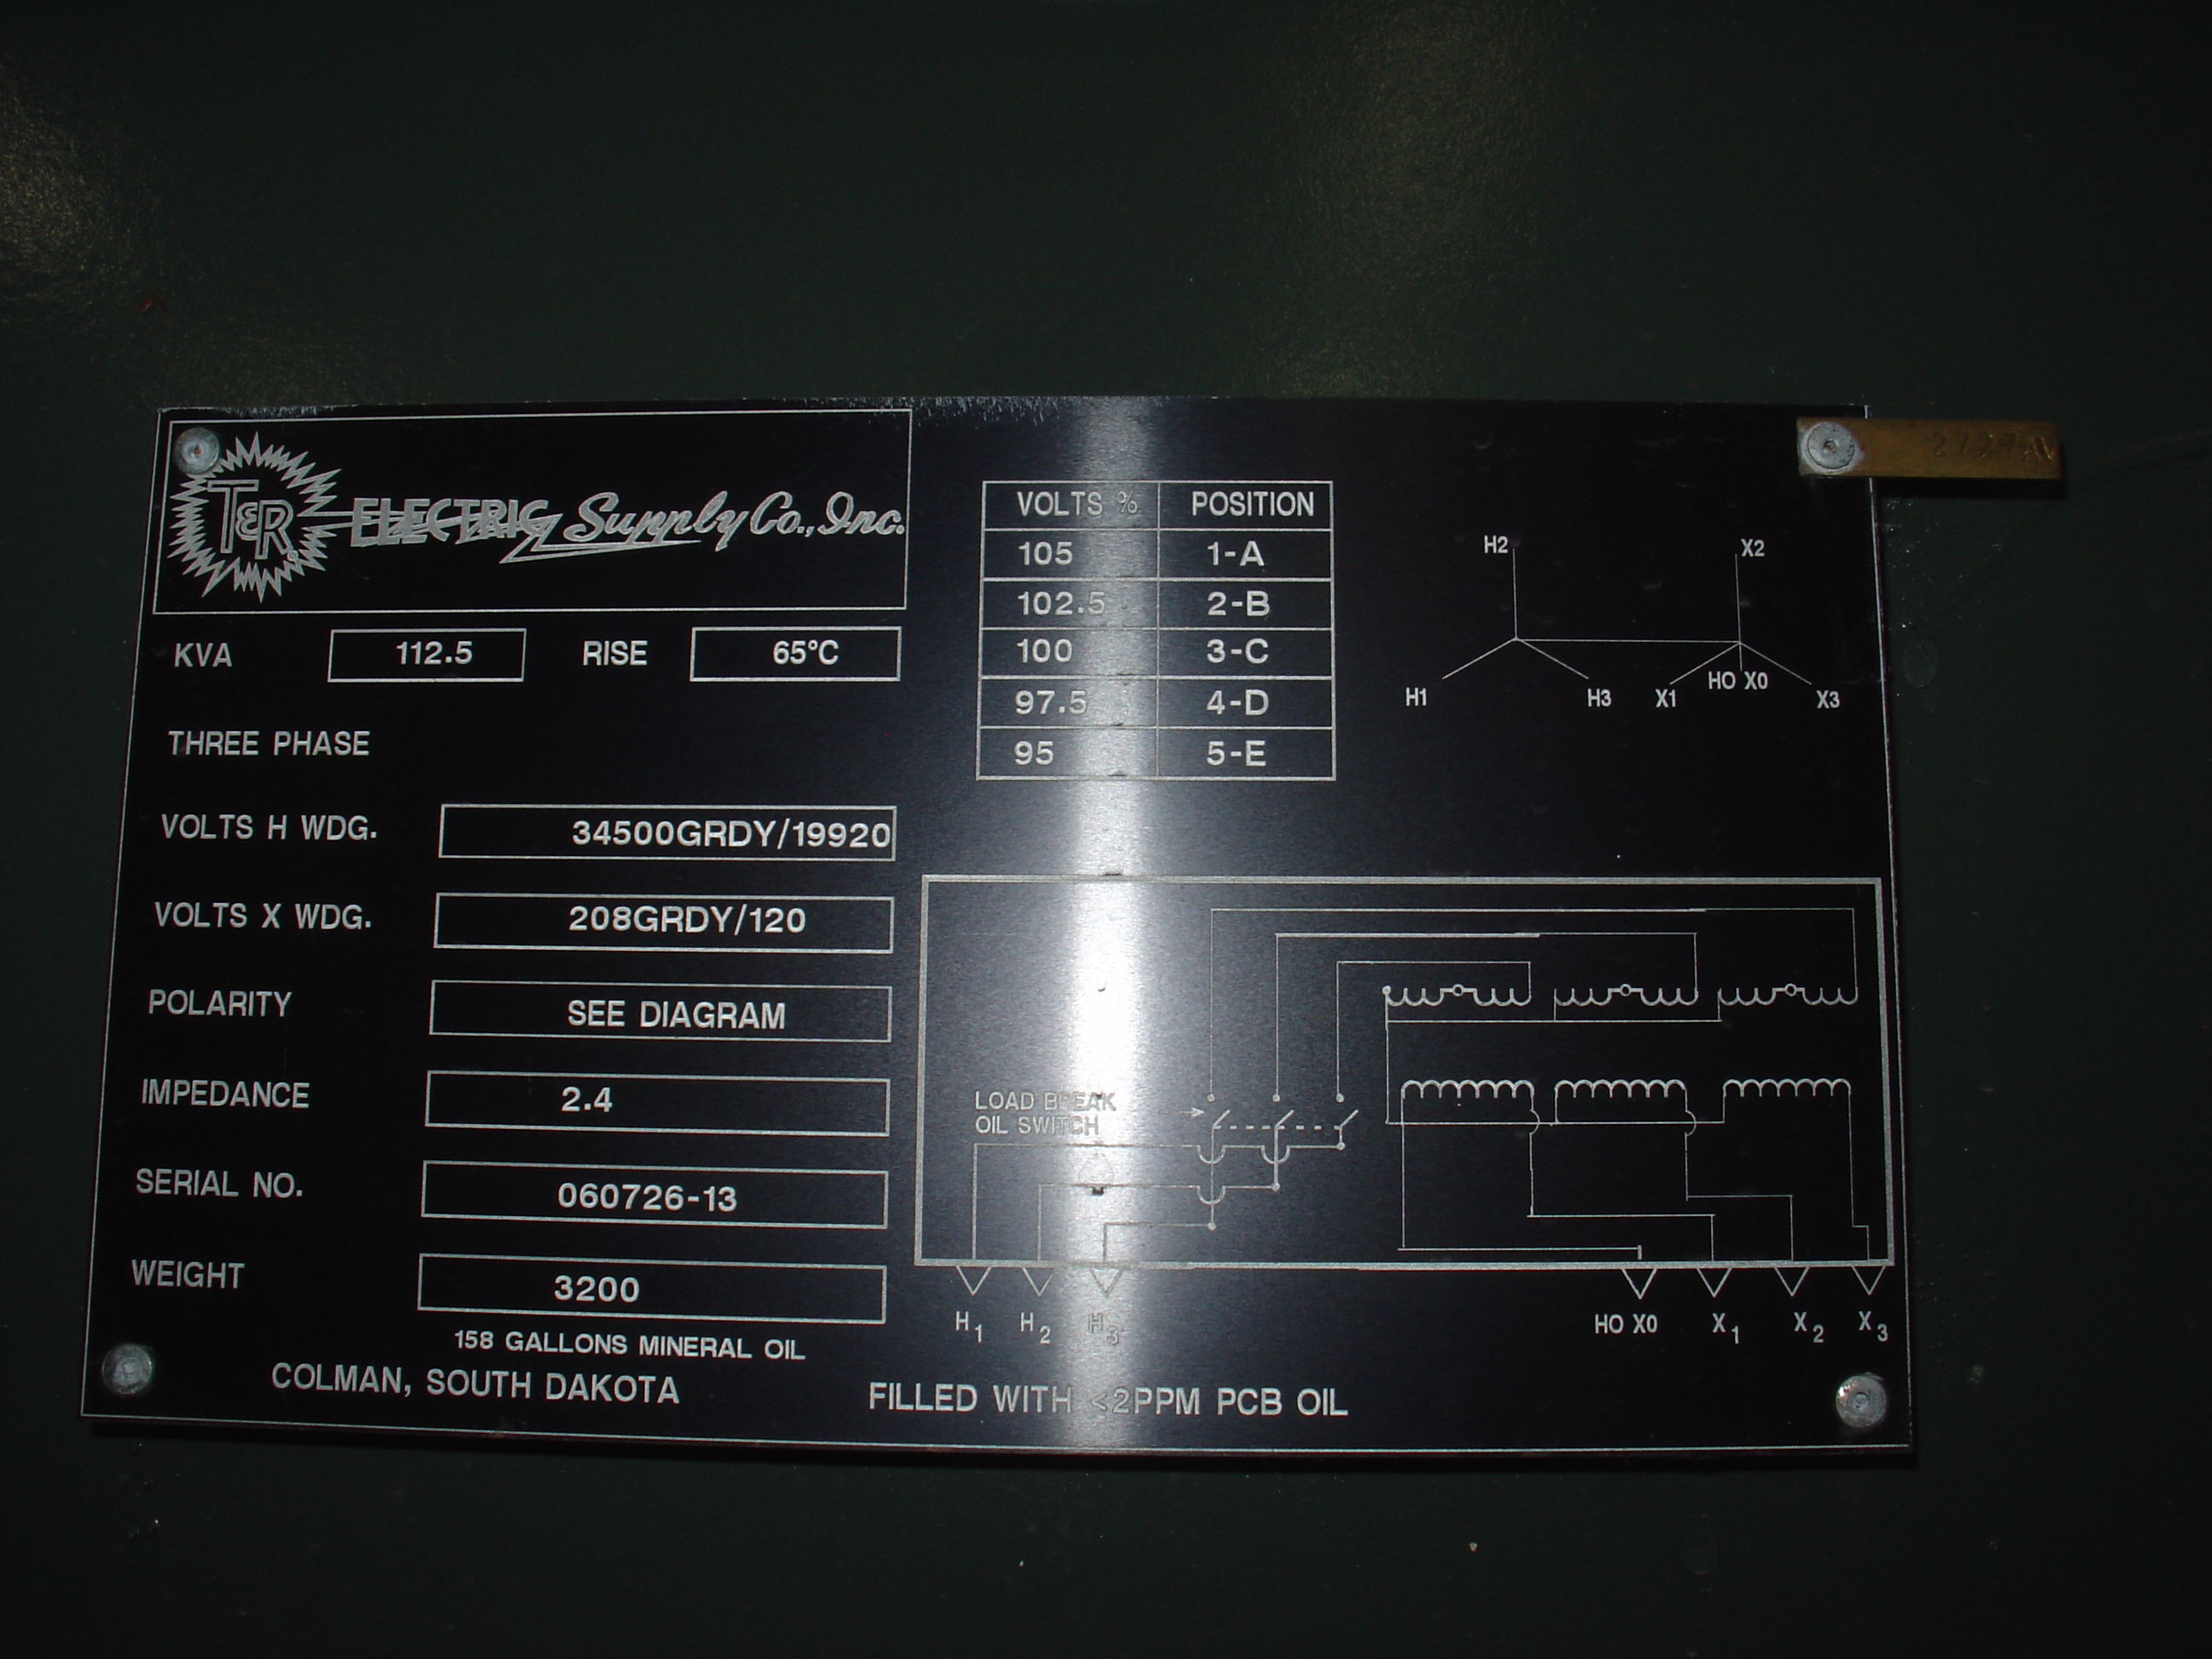 T&R ELECTRIC Supply Co., Inc.
KVA 112.5 RISE 65°C
THREE PHASE
VOLTS H WDG. 34500GRDY/19920
VOLTS X WDG. 208GRDY/120
POLARITY SEE DIAGRAM
IMPEDANCE 2.4
SERIAL NO. 060726-13
WEIGHT 3200
158 GALLONS MINERAL OIL
COLMAN, SOUTH DAKOTA
VOLTS % POSITION
105 1-A
102.5 2-B
100 3-C
97.5 4-D
95 5-E
H2 X2
H1 H3 X1 HO X0 X3
LOAD BREAK
OIL SWITCH
H1 H2 H3 HO X0 X1 X2 X3
FILLED WITH <2PPM PCB OIL